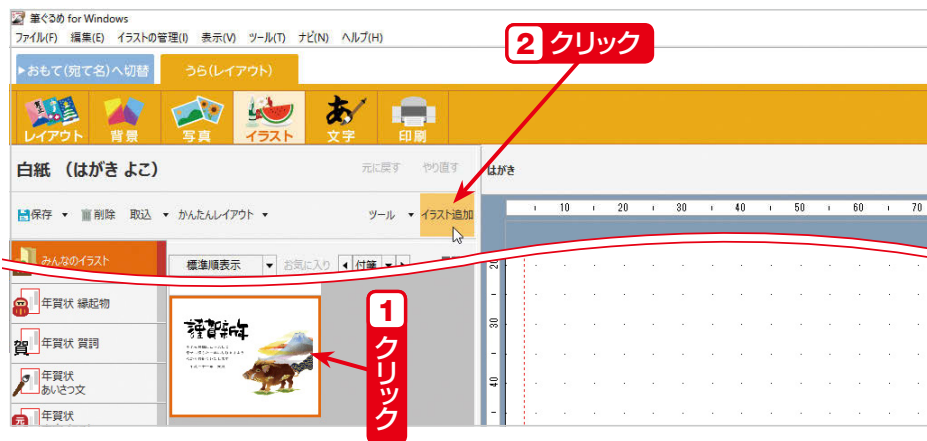 筆ぐるめ for Windows
ファイル(F) 編集(E) イラストの管理(I) 表示(V) ツール(T) ナビ(N) ヘルプ(H)
2 クリック
▶おもて(宛て名)へ切替 うら(レイアウト)
レイアウト 背景 写真 イラスト 文字 印刷
白紙 (はがき よこ) 元に戻す やり直す はがき
保存 ▼ 削除 取込 ▼ かんたんレイアウト ▼ ツール ▼ イラスト追加
10 20 30 40 50 60 70
みんなのイラスト
標準順表示 ▼ お気に入り 付箋
20
年賀状 縁起物
30
1 クリック
謹賀新年
賀 年賀状 賀詞
年賀状
あいさつ文
40
元 年賀状